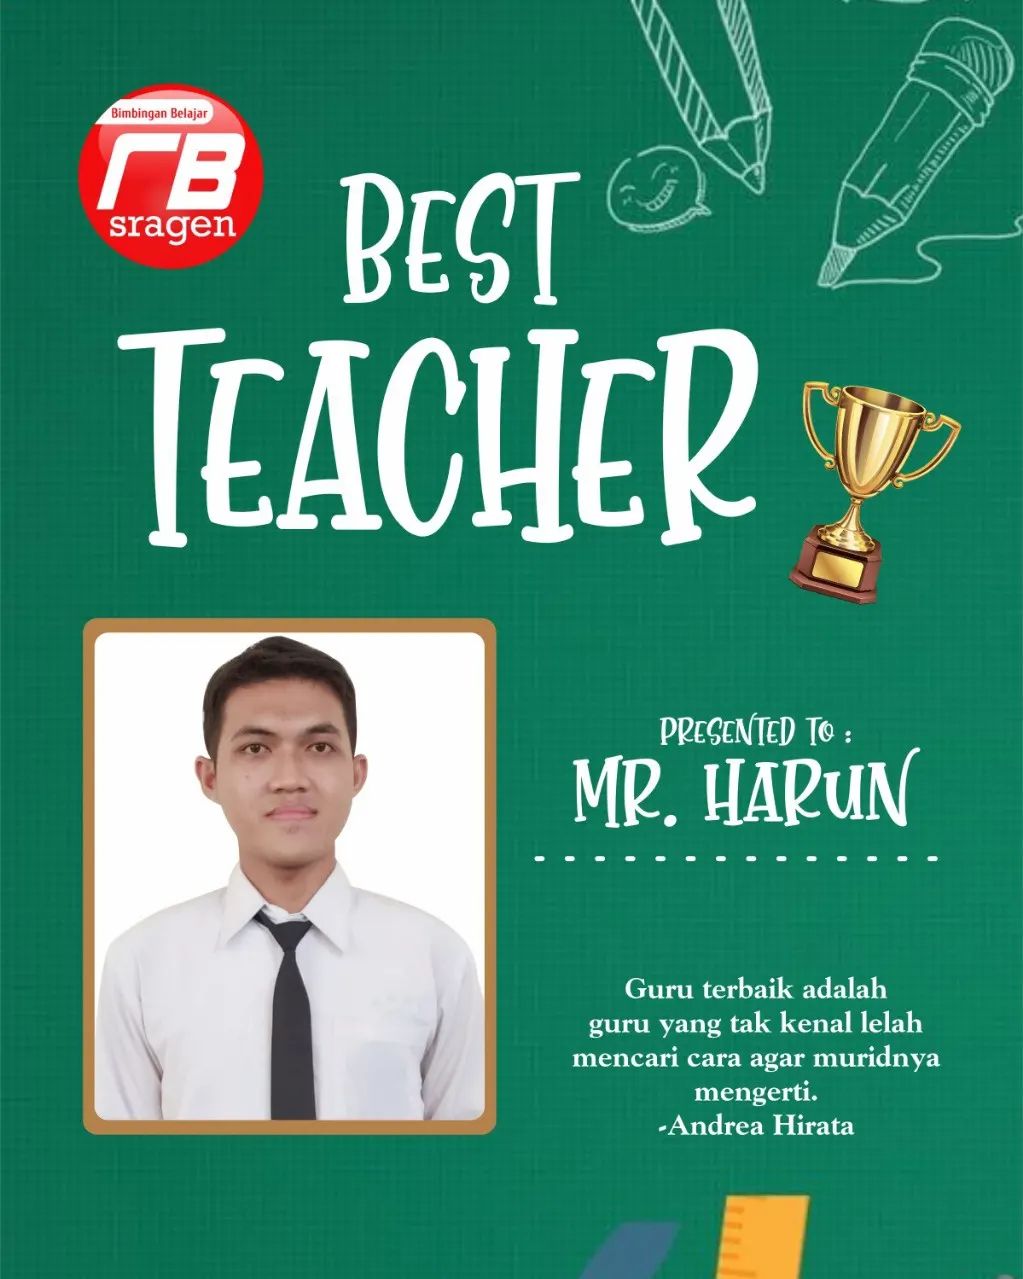 Bimbingan Belajar
rB
sragen
BEST
TEACHER
PRESENTED TO :
MR. HARUN
Guru terbaik adalah
guru yang tak kenal lelah
mencari cara agar muridnya
mengerti.
-Andrea Hirata